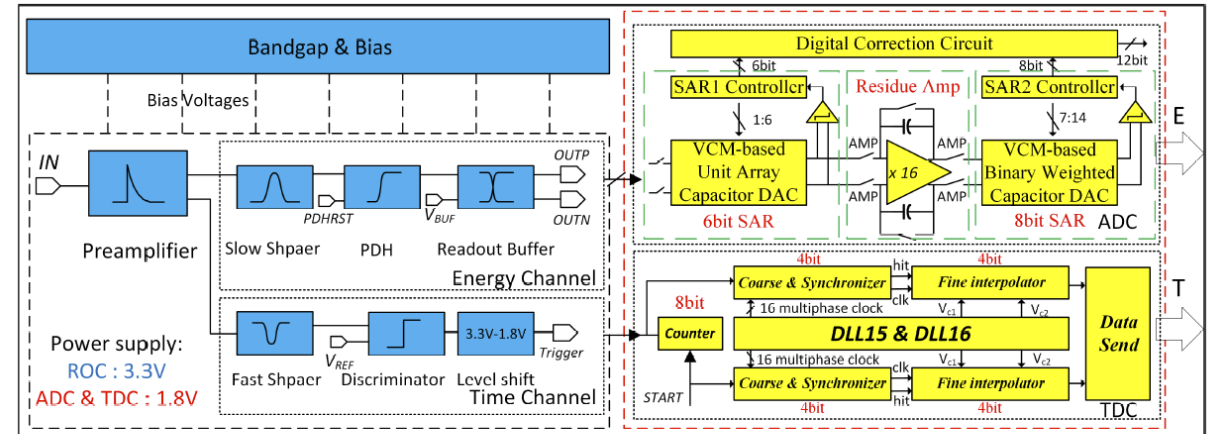 Bandgap & Bias
Bias Voltages
IN
Preamplifier
Slow Shpaer
PDHRST
PDH
VBUF
Readout Buffer
OUTP
OUTN
Energy Channel
Fast Shpaer
VREF
Discriminator
3.3V-1.8V
Level shift
Trigger
Time Channel
Power supply:
ROC : 3.3V
ADC & TDC : 1.8V
Digital Correction Circuit
12bit
6bit
8bit
SAR1 Controller
Residue Amp
SAR2 Controller
1:6
7:14
VCM-based
Unit Array
Capacitor DAC
AMP
AMP
x 16
AMP
AMP
VCM-based
Binary Weighted
Capacitor DAC
6bit SAR
8bit SAR
ADC
E
4bit
4bit
Coarse & Synchronizer
hit
clk
Fine interpolator
8bit
16 multiphase clock
Vc1
Vc2
Counter
DLL15 & DLL16
Data
Send
16 multiphase clock
Vc1
Vc2
START
Coarse & Synchronizer
clk
hit
Fine interpolator
4bit
4bit
TDC
T